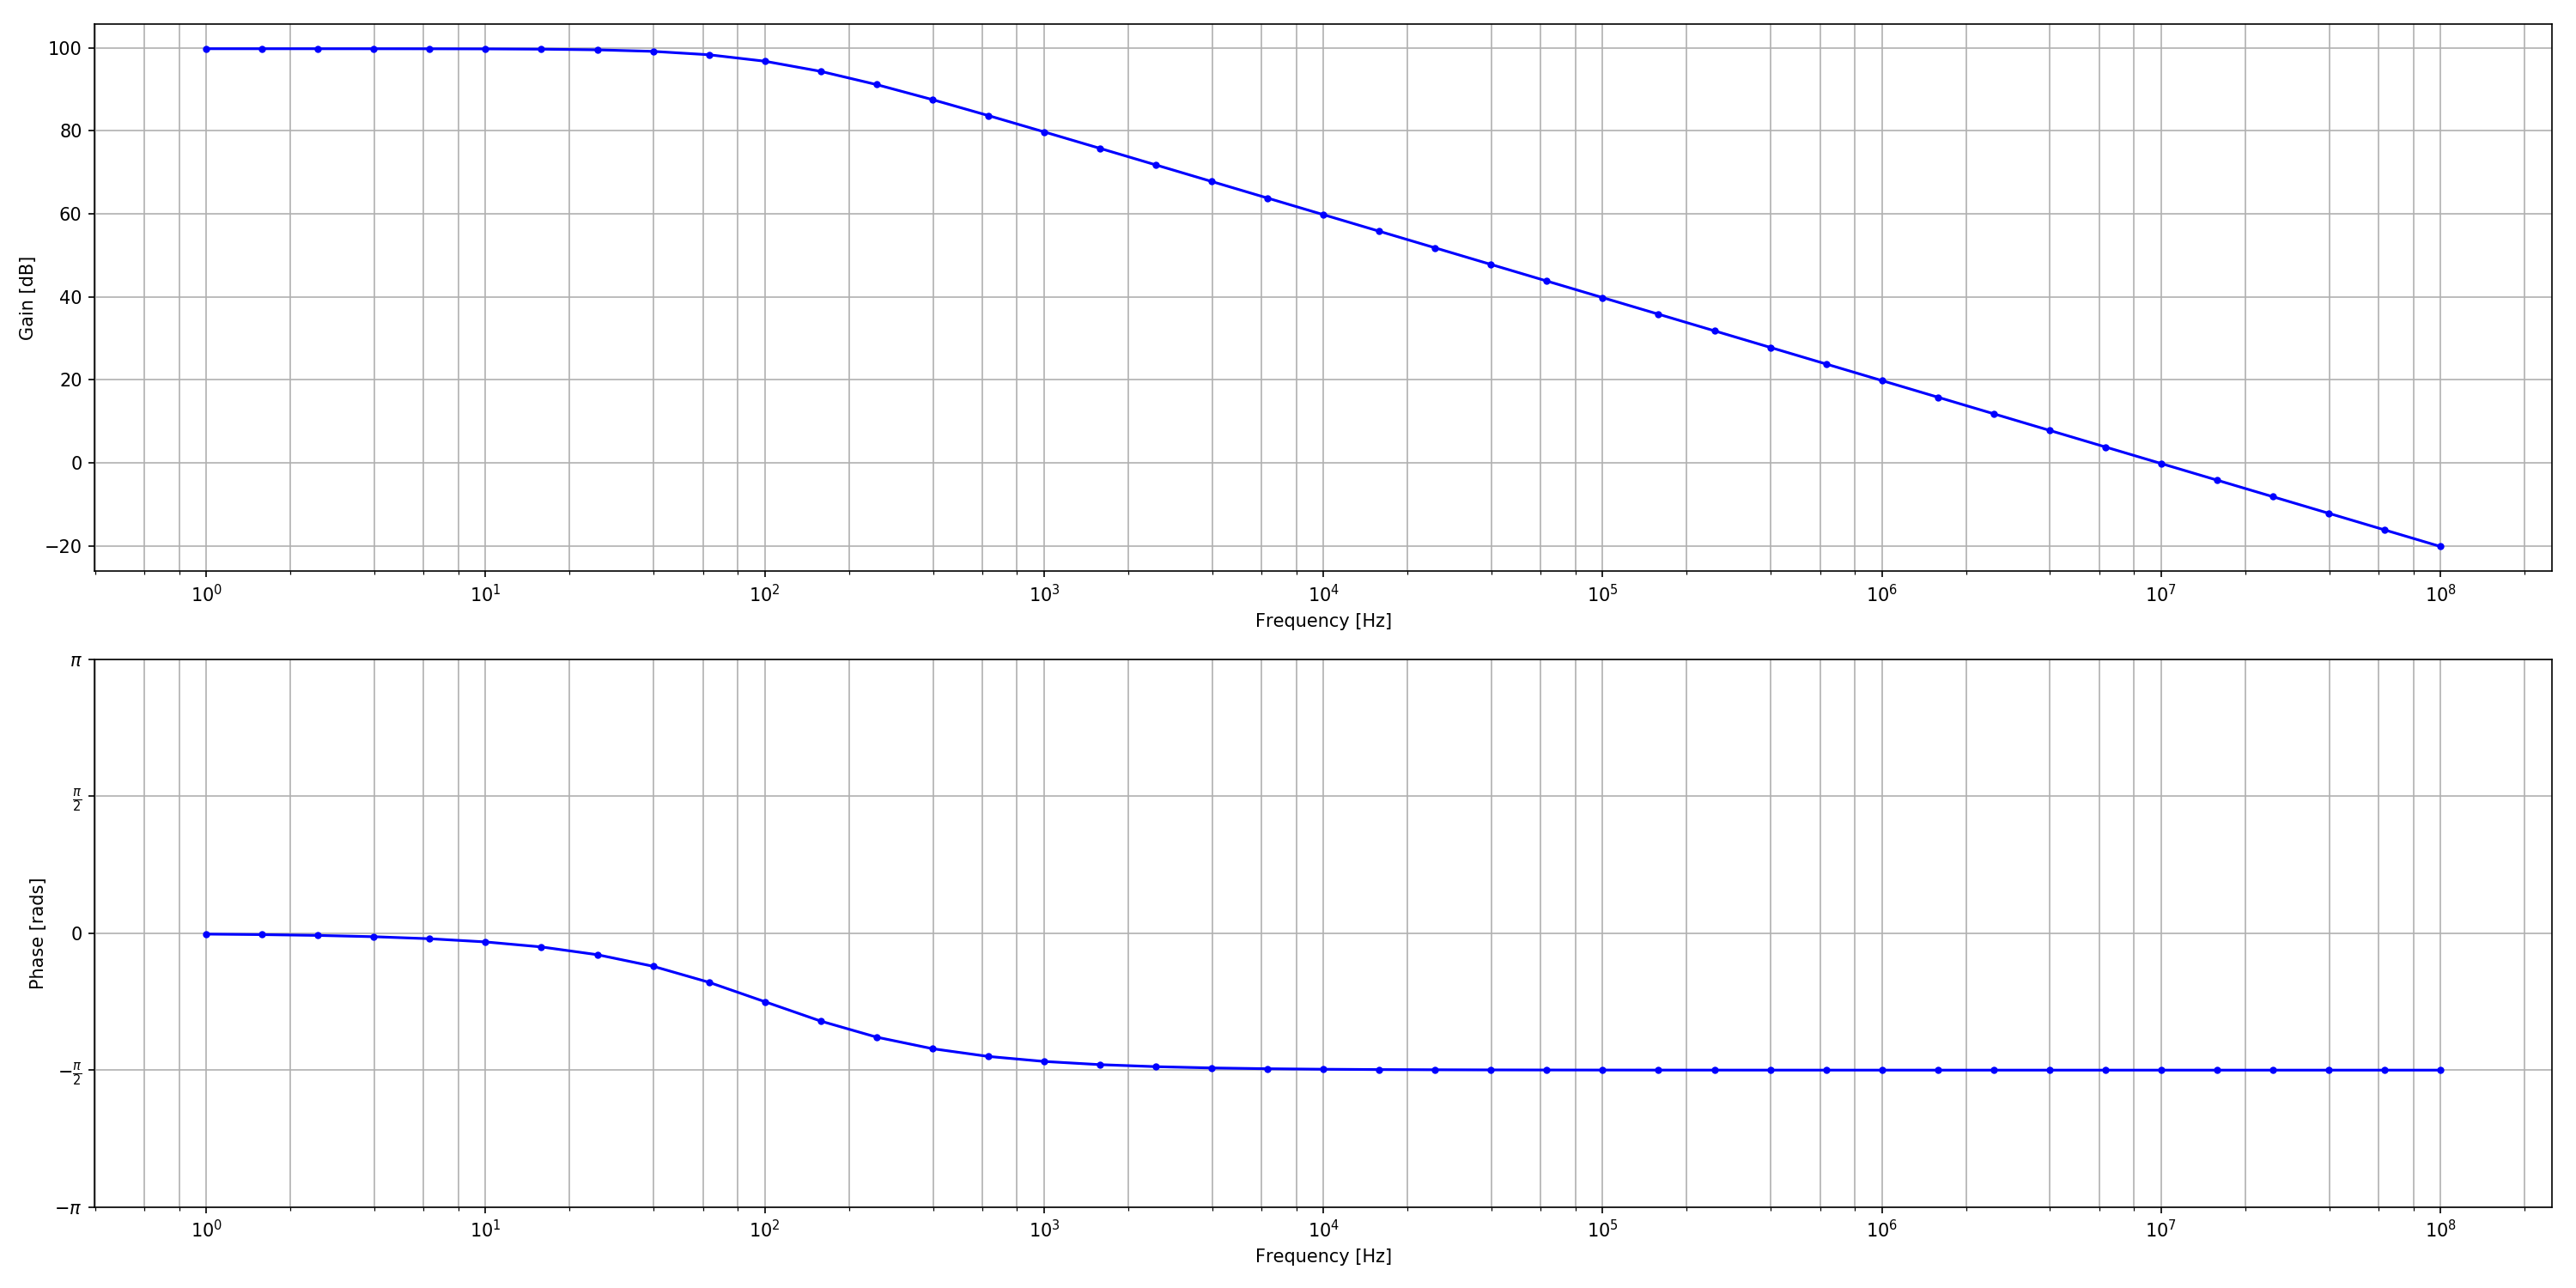 100
80
60
40
20
0
−20
Gain [dB]
10⁰ 10¹ 10² 10³ 10⁴ 10⁵ 10⁶ 10⁷ 10⁸
Frequency [Hz]
π
π/2
0
−π/2
−π
Phase [rads]
10⁰ 10¹ 10² 10³ 10⁴ 10⁵ 10⁶ 10⁷ 10⁸
Frequency [Hz]